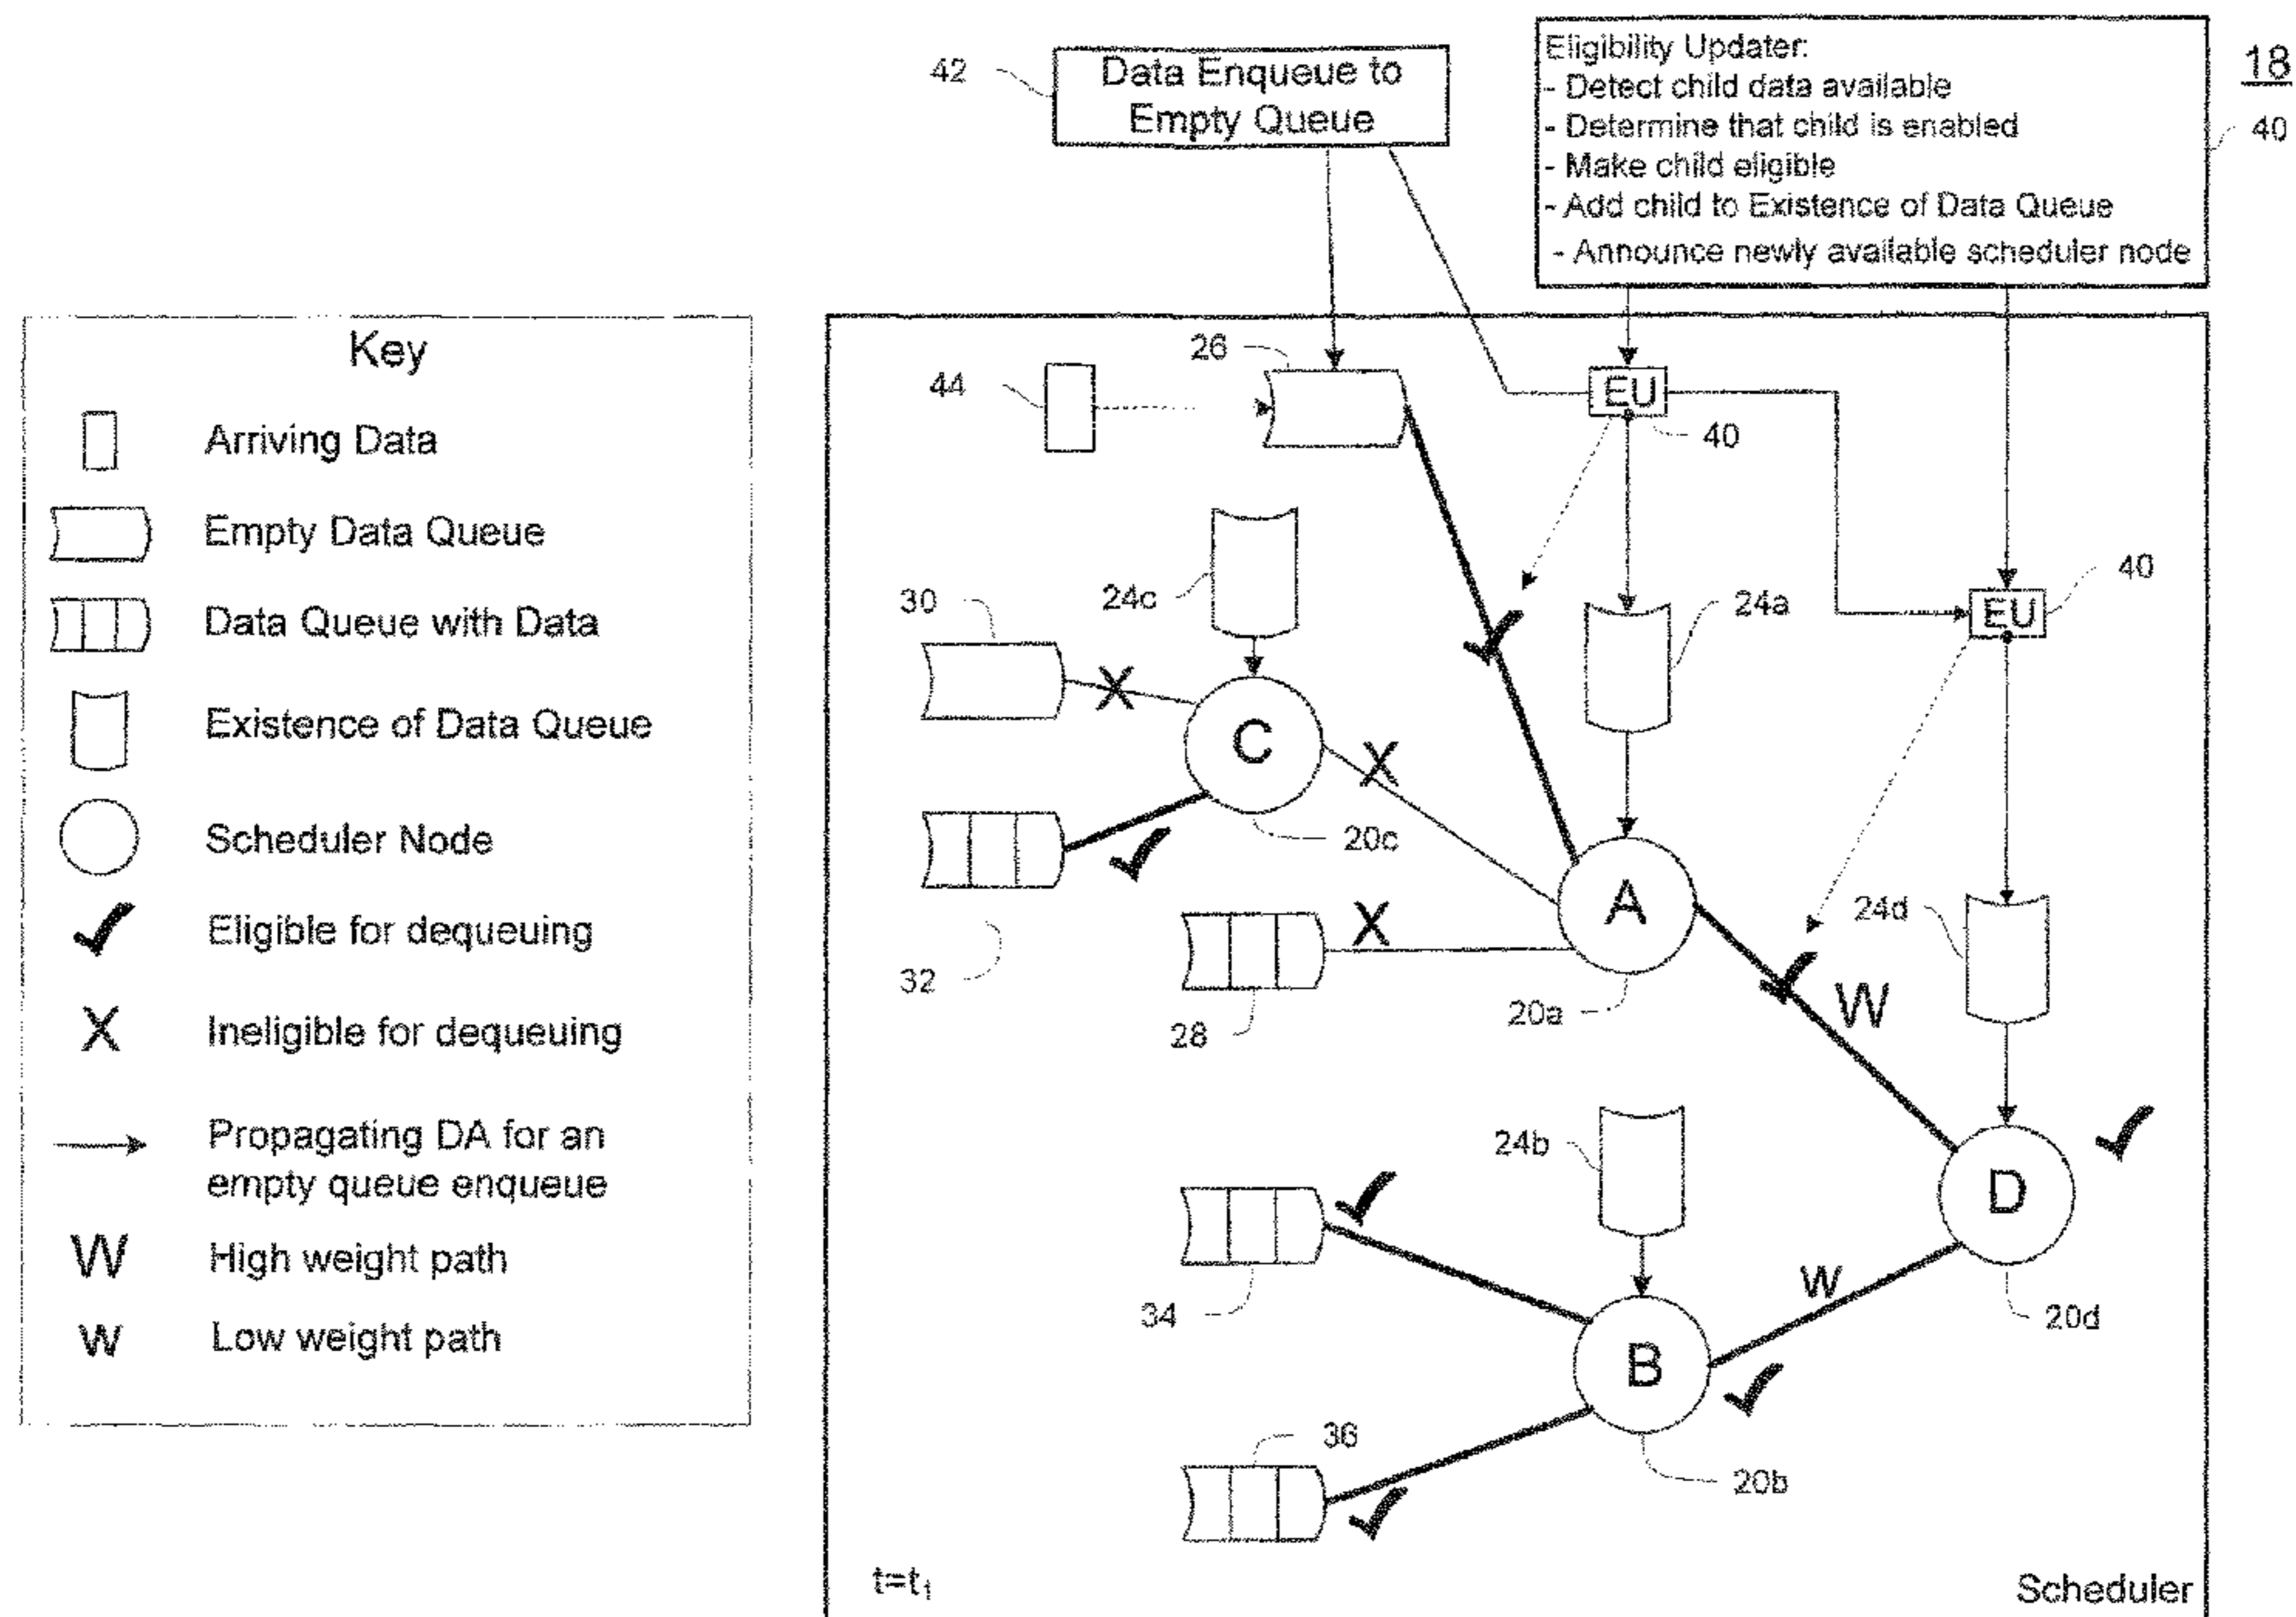 42
Data Enqueue to
Empty Queue
Eligibility Updater:
- Detect child data available
- Determine that child is enabled
- Make child eligible
- Add child to Existence of Data Queue
- Announce newly available scheduler node
18
40
Key
Arriving Data
Empty Data Queue
Data Queue with Data
Existence of Data Queue
Scheduler Node
Eligible for dequeuing
X Ineligible for dequeuing
Propagating DA for an
empty queue enqueue
W High weight path
w Low weight path
26
44
EU
40
24c
30
24a
40
EU
X
C
X
20c
32
X
A
24d
28
20a
W
24b
D
34
w
20d
B
36
20b
t=t₁
Scheduler